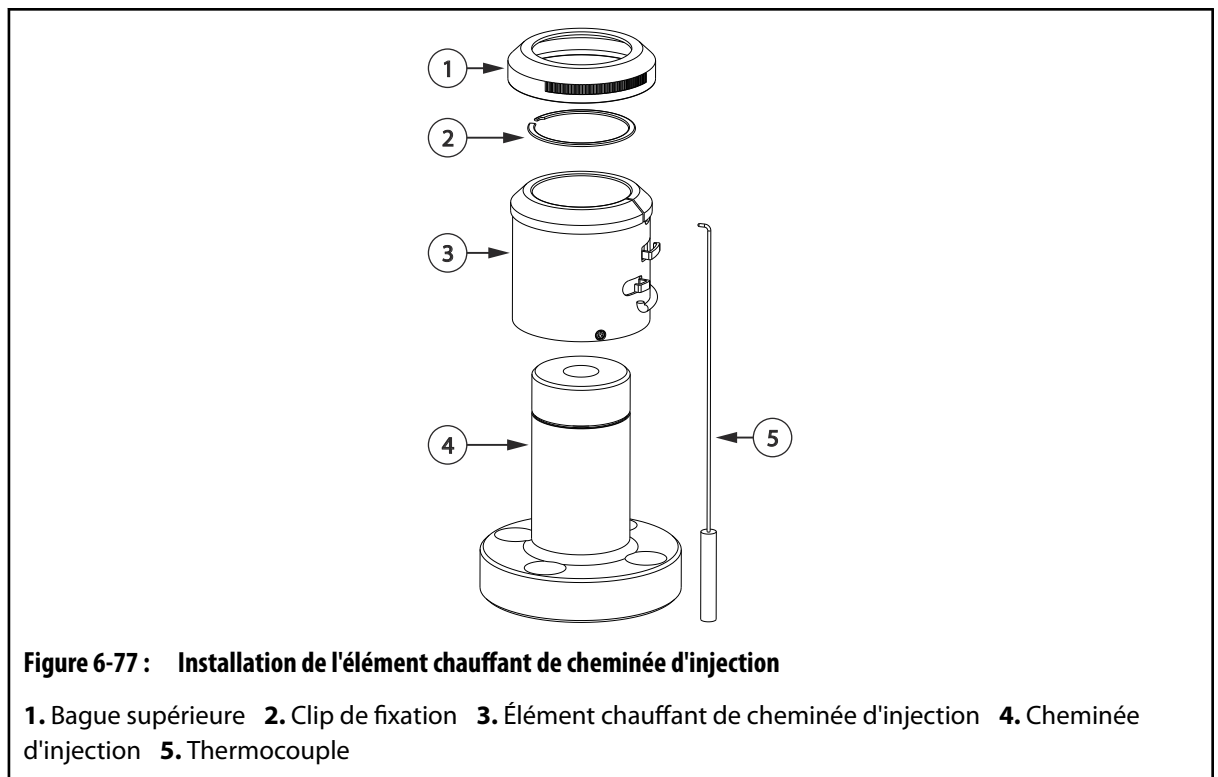 1
2
3
4
5
Figure 6-77 : Installation de l'élément chauffant de cheminée d'injection
1. Bague supérieure 2. Clip de fixation 3. Élément chauffant de cheminée d'injection 4. Cheminée
d'injection 5. Thermocouple